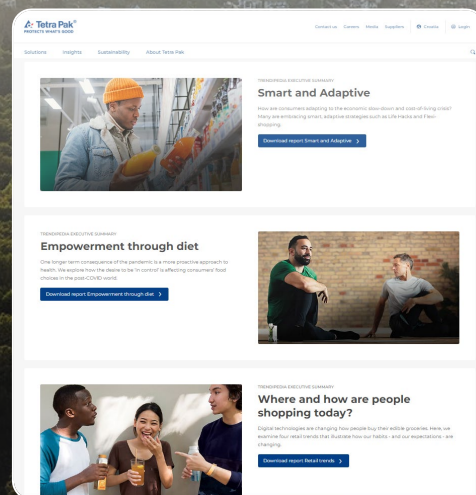 Tetra Pak®
PROTECTS WHAT'S GOOD
Contact us Careers Media Suppliers Croatia Login
Solutions Insights Sustainability About Tetra Pak
TRENDIPEDIA EXECUTIVE SUMMARY
Smart and Adaptive
How are consumers adapting to the economic slow-down and cost-of-living crisis?
Many are embracing smart, adaptive strategies such as Life Hacks and Flexi-
shopping.
Download report Smart and Adaptive >
TRENDIPEDIA EXECUTIVE SUMMARY
Empowerment through diet
One longer term consequence of the pandemic is a more proactive approach to
health. We explore how the desire to be 'in control' is affecting consumers' food
choices in the post-COVID world.
Download report Empowerment through diet >
TRENDIPEDIA EXECUTIVE SUMMARY
Where and how are people
shopping today?
Digital technologies are changing how people buy their edible groceries. Here, we
examine four retail trends that illustrate how our habits - and our expectations - are
changing.
Download report Retail trends >